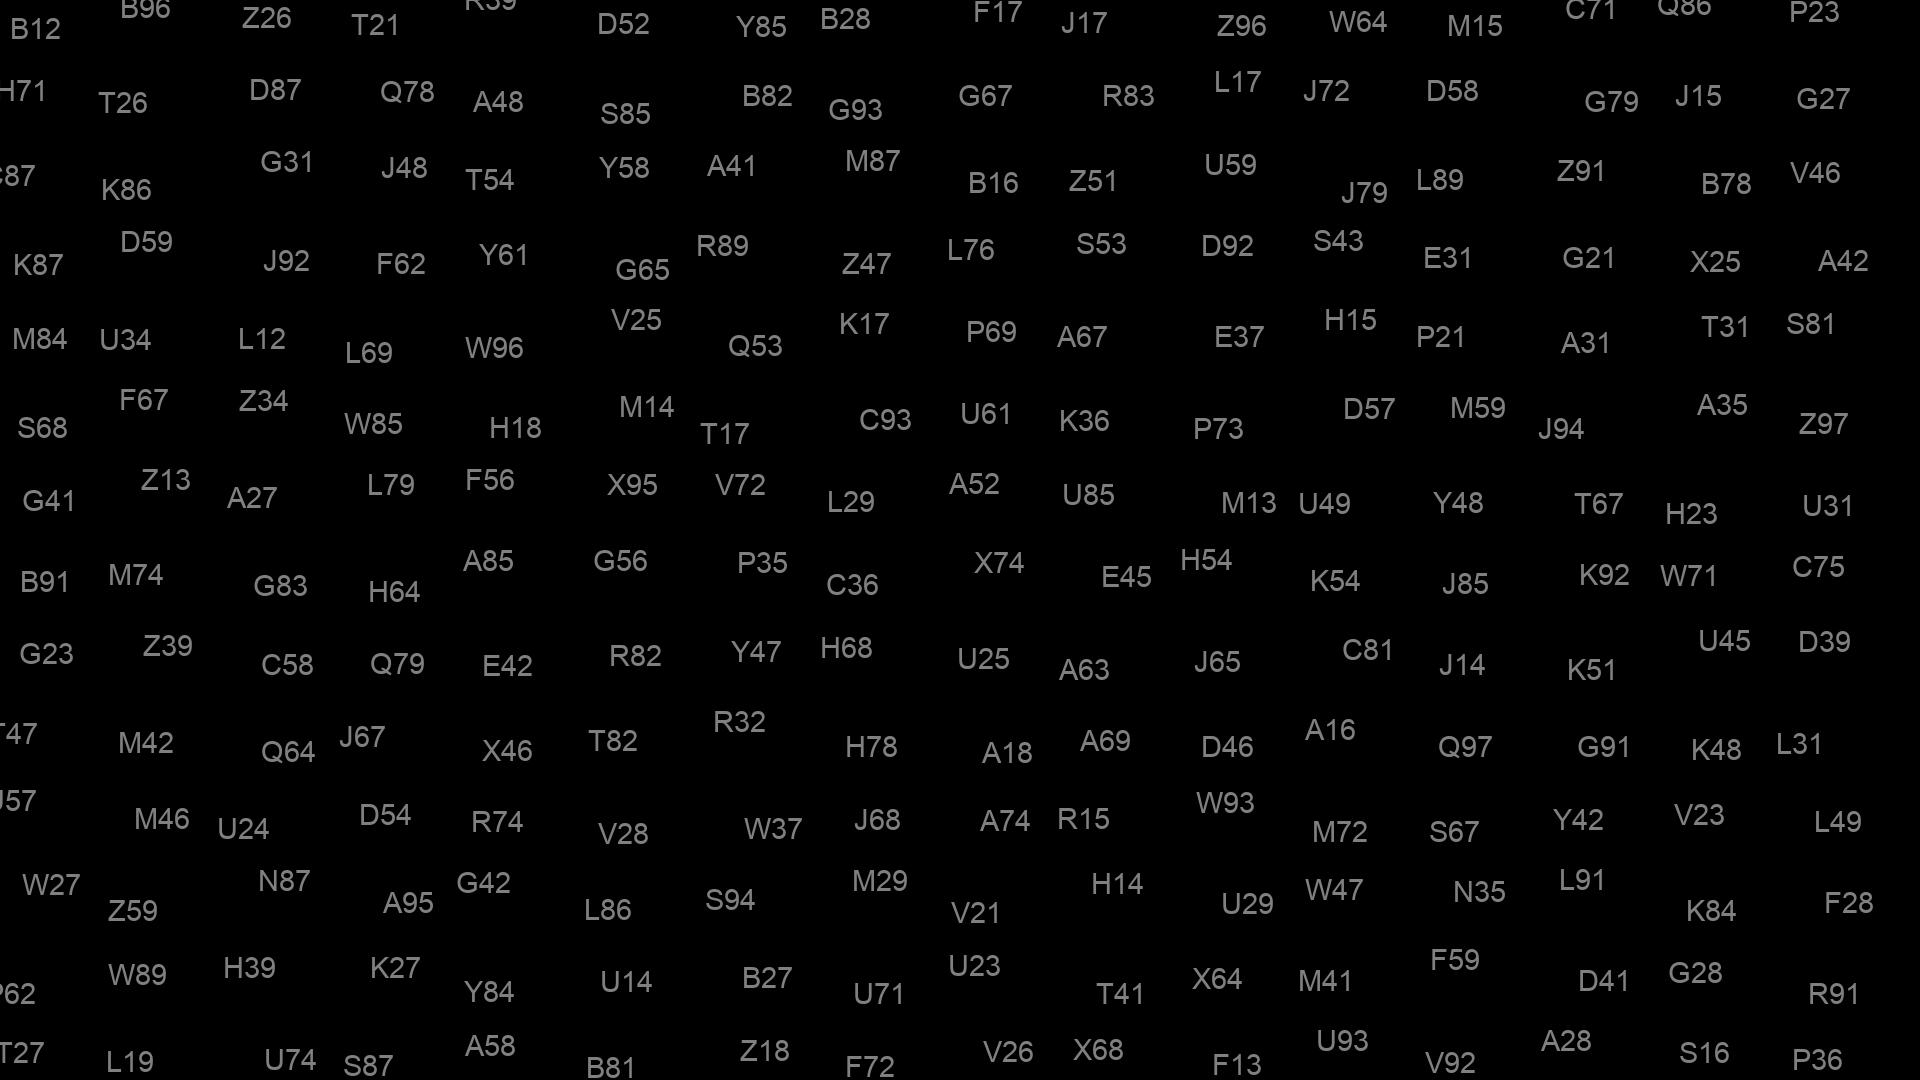 B12 B96 Z26 T21 R39 D52 Y85 B28 F17 J17 Z96 W64 M15 C71 Q86 P23
H71 T26 D87 Q78 A48 S85 B82 G93 G67 R83 L17 J72 D58 G79 J15 G27
K86 G31 J48 T54 Y58 A41 M87 B16 Z51 U59 J79 L89 Z91 B78 V46
K87 D59 J92 F62 Y61 G65 R89 Z47 L76 S53 D92 S43 E31 G21 X25 A42
M84 U34 L12 L69 W96 V25 Q53 K17 P69 A67 E37 H15 P21 A31 T31 S81
S68 F67 Z34 W85 H18 M14 T17 C93 U61 K36 P73 D57 M59 J94 A35 Z97
G41 Z13 A27 L79 F56 X95 V72 L29 A52 U85 M13 U49 Y48 T67 H23 U31
B91 M74 G83 H64 A85 G56 P35 C36 X74 E45 H54 K54 J85 K92 W71 C75
G23 Z39 C58 Q79 E42 R82 Y47 H68 U25 A63 J65 C81 J14 K51 U45 D39
T47 M42 Q64 J67 X46 T82 R32 H78 A18 A69 D46 A16 Q97 G91 K48 L31
M46 U24 D54 R74 V28 W37 J68 A74 R15 W93 M72 S67 Y42 V23 L49
W27 Z59 N87 A95 G42 L86 S94 M29 V21 H14 U29 W47 N35 L91 K84 F28
W89 H39 K27 Y84 U14 B27 U71 U23 T41 X64 M41 F59 D41 G28 R91
T27 L19 U74 S87 A58 B81 Z18 F72 V26 X68 F13 U93 V92 A28 S16 P36